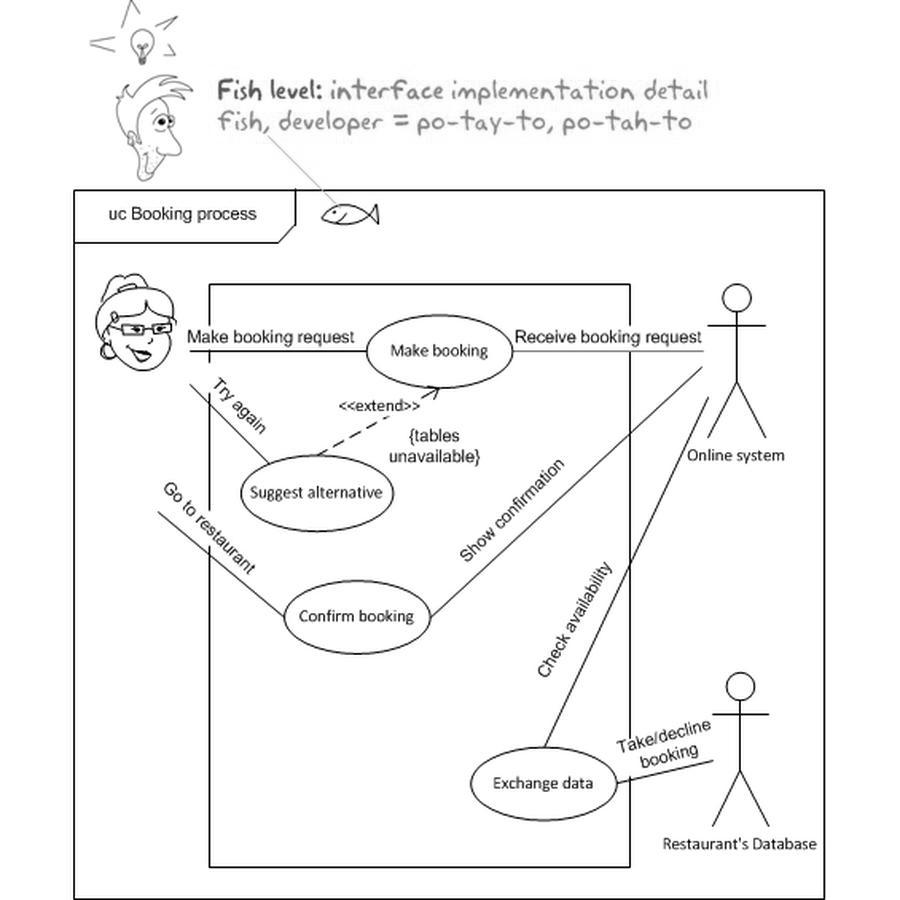 Fish level: interface implementation detail
fish, developer = po-tay-to, po-tah-to
uc Booking process
Make booking request
Make booking
Receive booking request
Try again
<<extend>>
{tables
unavailable}
Online system
Suggest alternative
Go to restaurant
Show confirmation
Confirm booking
Check availability
Take/decline
booking
Exchange data
Restaurant's Database